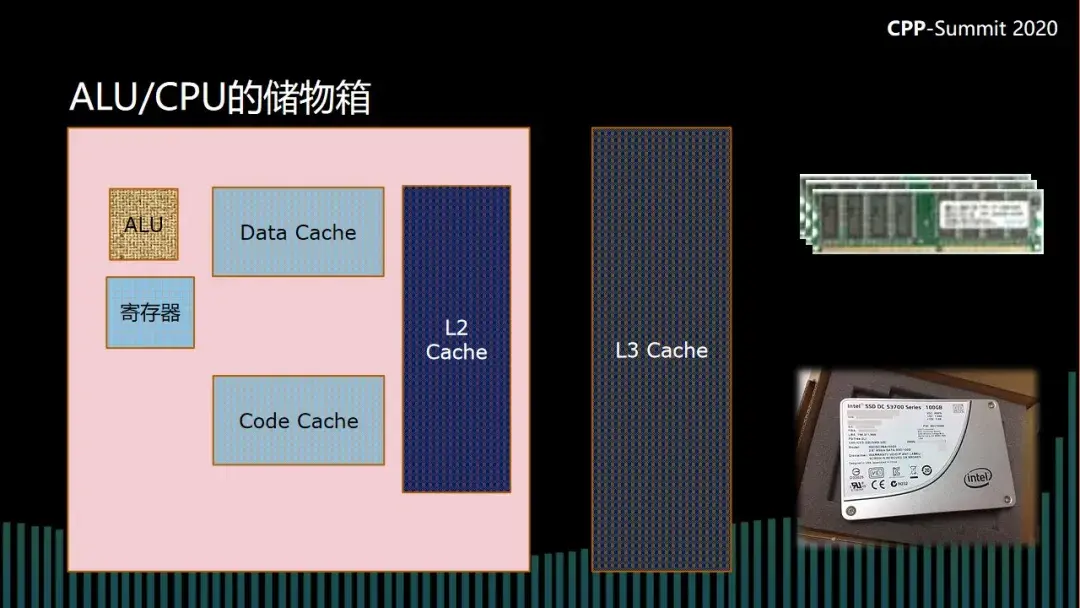 CPP-Summit 2020
ALU/CPU的储物箱
ALU
Data Cache
寄存器
L2
Cache
L3 Cache
Code Cache
Intel® SSD DC S3700 Series 100GB
intel